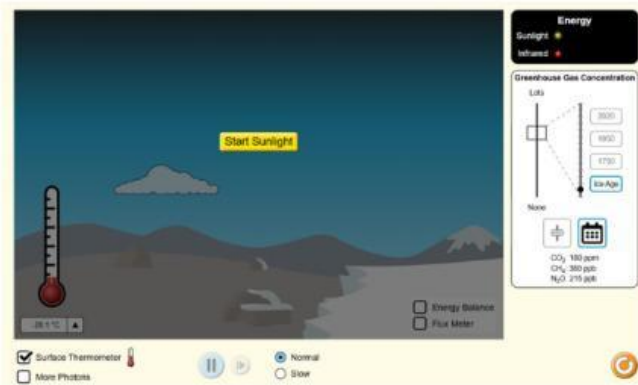 Energy
Sunlight
Infrared
Greenhouse Gas Concentration
Lots
2020
1950
1750
Ice Age
None
CO₂ 180 ppm
CH₄ 380 ppb
N₂O 215 ppb
Start Sunlight
Energy Balance
Flux Meter
Surface Thermometer
More Photons
Normal
Slow